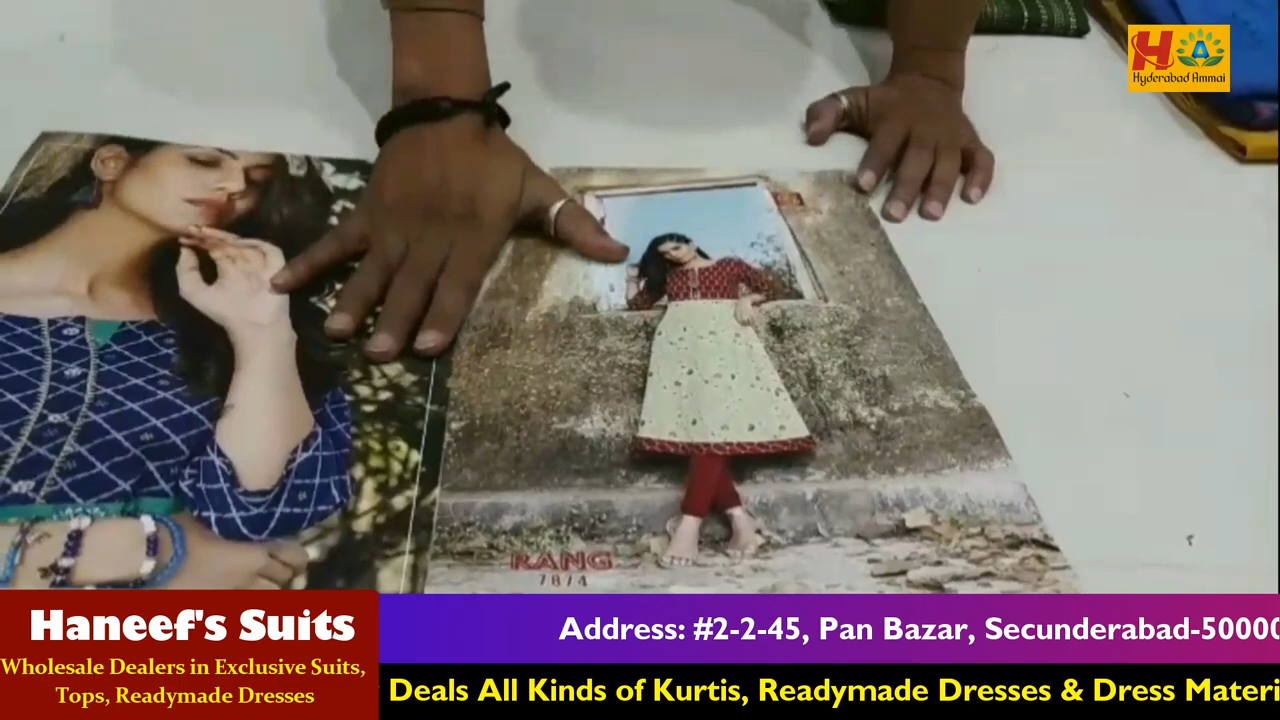 HA
Hyderabad Ammai
RANG
7874
Haneef's Suits
Wholesale Dealers in Exclusive Suits,
Tops, Readymade Dresses
Address: #2-2-45, Pan Bazar, Secunderabad-50000
Deals All Kinds of Kurtis, Readymade Dresses & Dress Materi